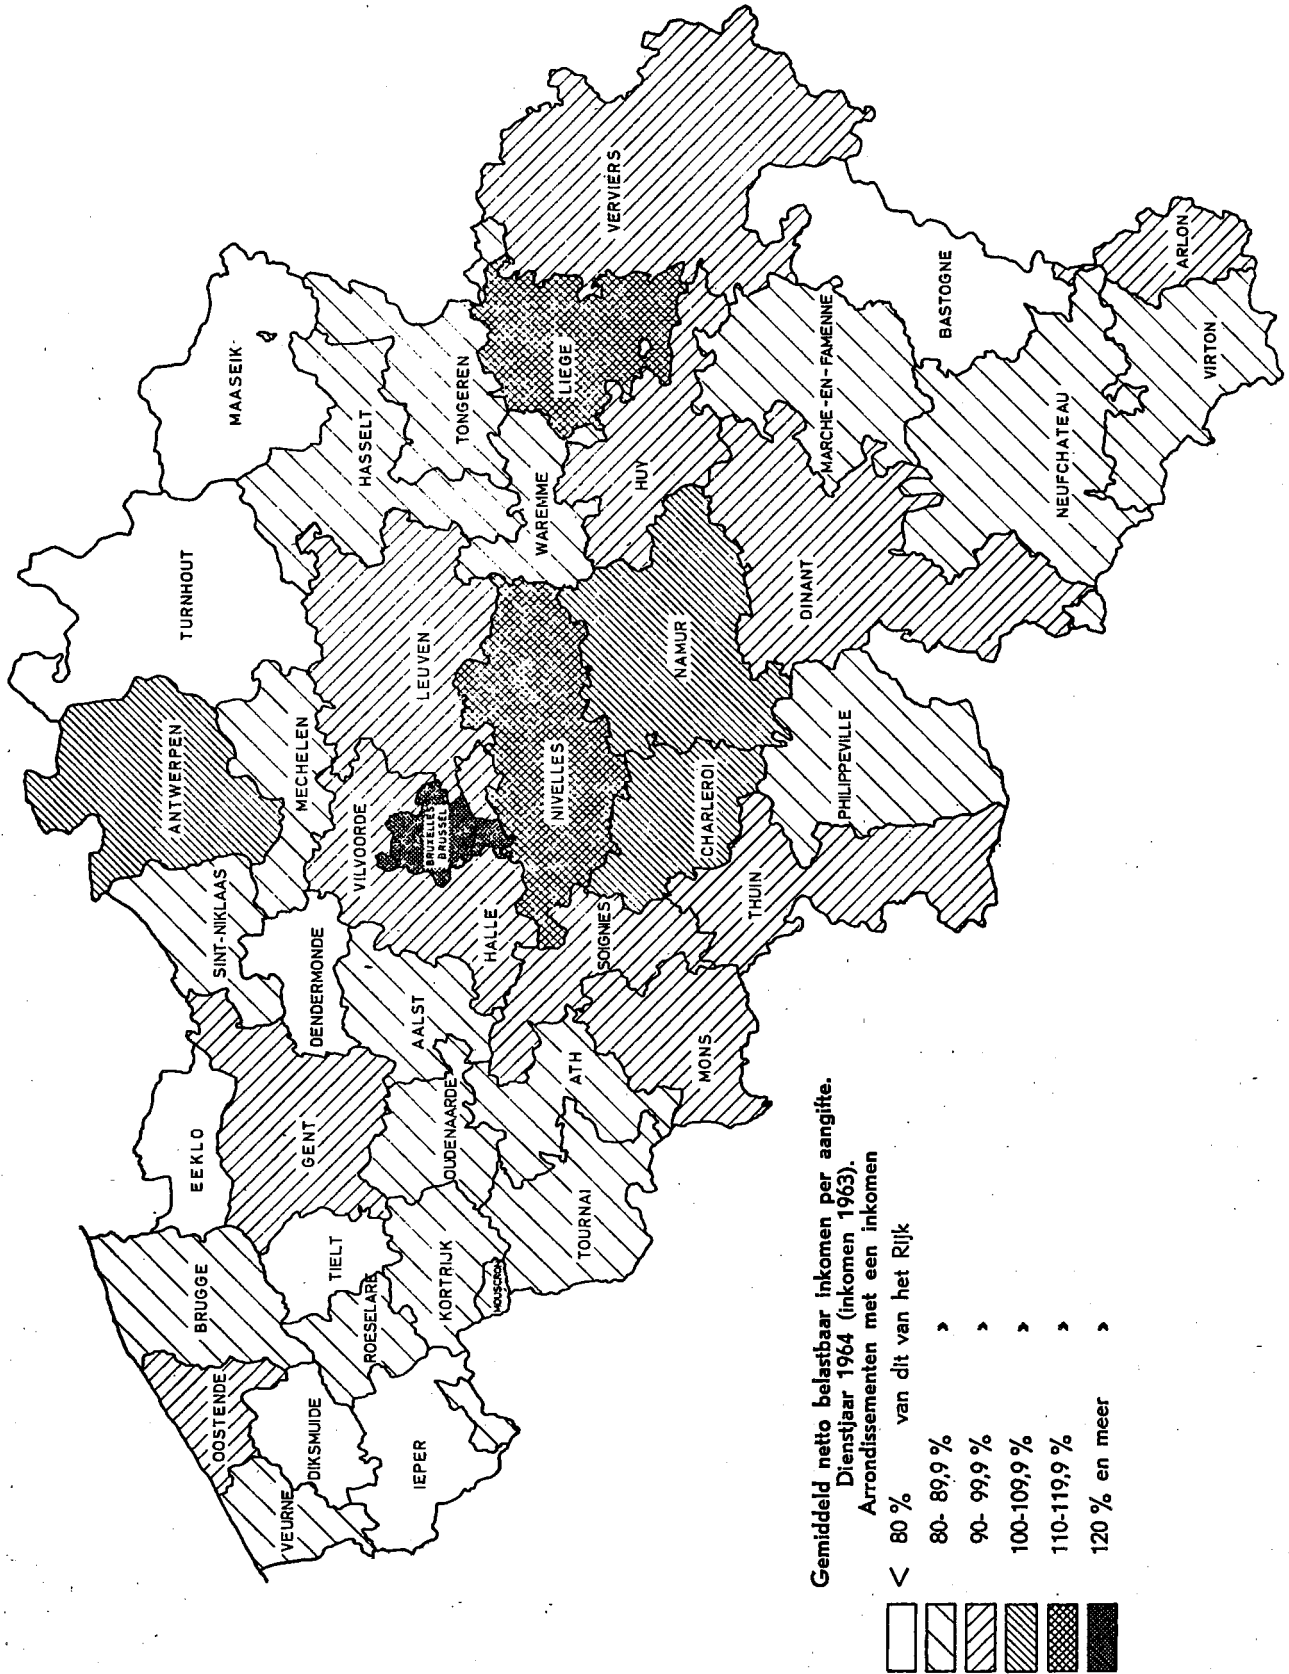 MAASEIK
TURNHOUT
ANTWERPEN
SINT-NIKLAAS
EEKLO
BRUGGE
OOSTENDE
VEURNE
DIKSMUIDE
IEPER
ROESELARE
TIELT
KORTRIJK
MOUSCRON
GENT
OUDENAARDE
DENDERMONDE
AALST
MECHELEN
VILVOORDE
BRUXELLES
BRUSSEL
HALLE
LEUVEN
HASSELT
TONGEREN
WAREMME
LIEGE
VERVIERS
HUY
NIVELLES
NAMUR
CHARLEROI
SOIGNIES
ATH
TOURNAI
MONS
THUIN
PHILIPPEVILLE
DINANT
MARCHE-EN-FAMENNE
BASTOGNE
NEUFCHATEAU
ARLON
VIRTON
Gemiddeld netto belastbaar inkomen per aangifte.
Dienstjaar 1964 (inkomen 1963).
Arrondissementen met een inkomen
< 80 % van dit van het Rijk
80- 89,9 % »
90- 99,9 % »
100-109,9 % »
110-119,9 % »
120 % en meer »